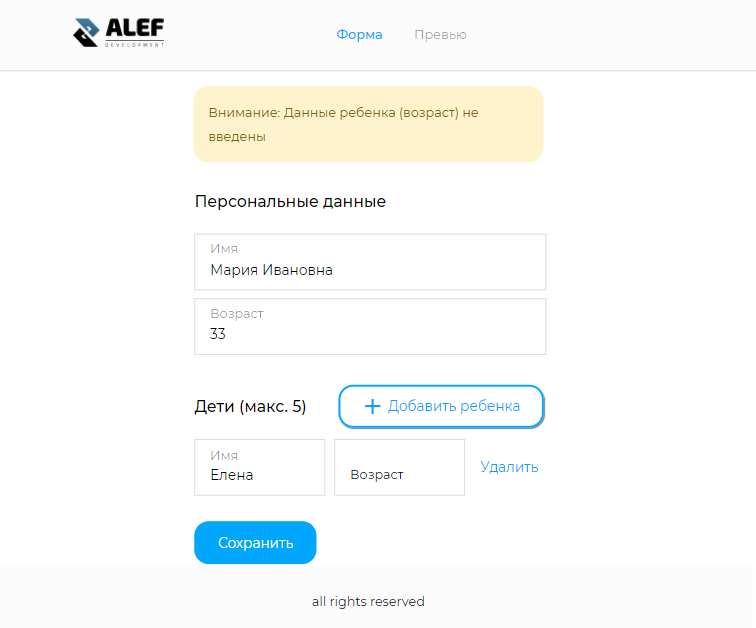 ALEF
DEVELOPMENT
Форма
Превью
Внимание: Данные ребенка (возраст) не
введены
Персональные данные
Имя
Мария Ивановна
Возраст
33
Дети (макс. 5)
+ Добавить ребенка
Имя
Елена
Возраст
Удалить
Сохранить
all rights reserved